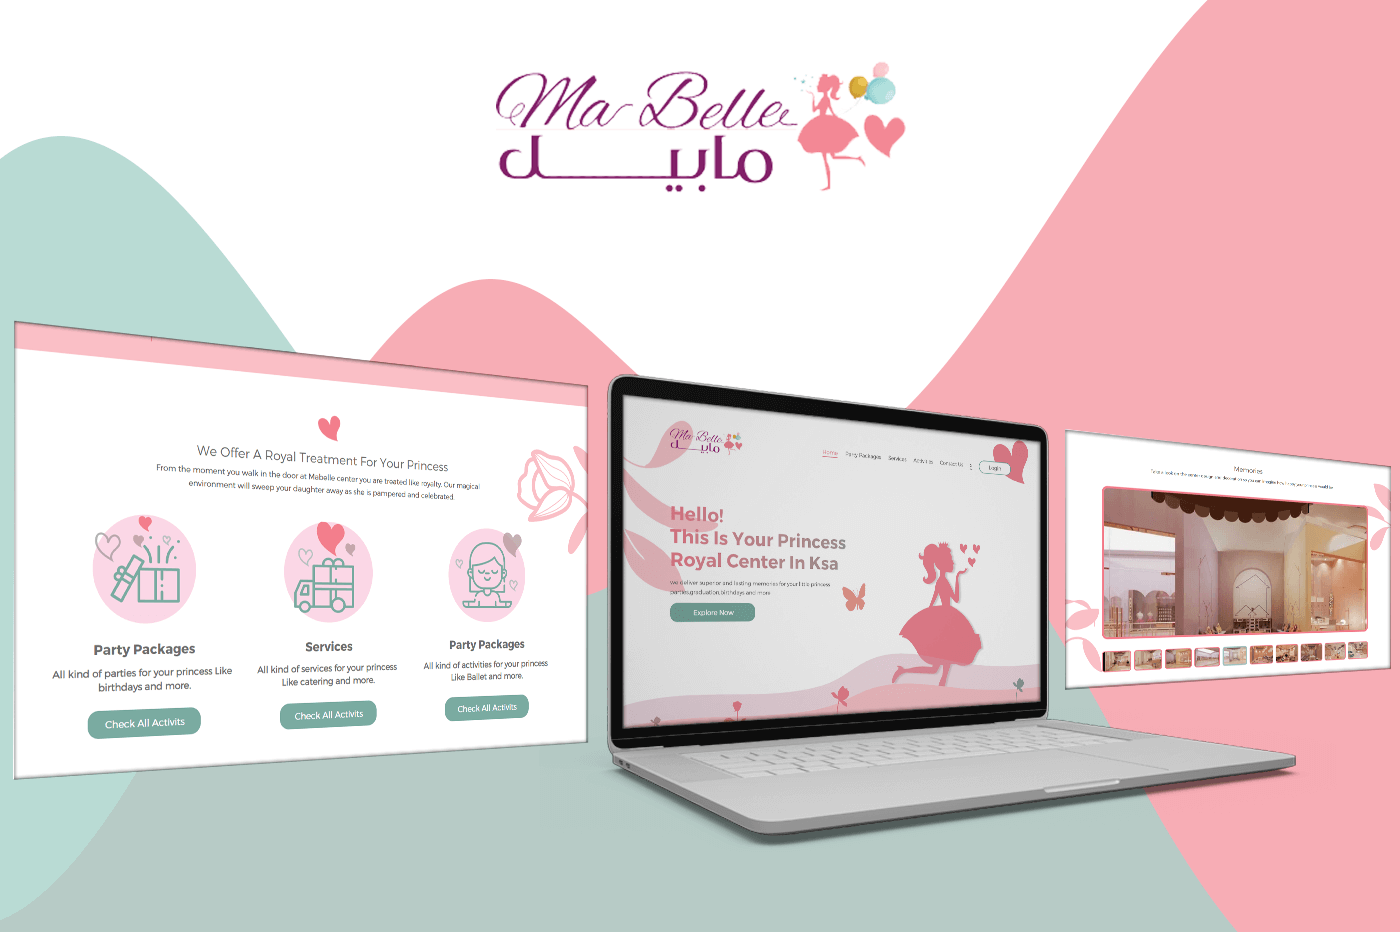 Ma Belle
مابيل
We Offer A Royal Treatment For Your Princess
From the moment you walk in the door at Mabelle center you are treated like royalty. Our magical
environment will sweep your daughter away as she is pampered and celebrated.
Party Packages
All kind of parties for your princess Like
birthdays and more.
Check All Activits
Services
All kind of services for your princess
Like catering and more.
Check All Activits
Party Packages
All kind of activities for your princess
Like Ballet and more.
Check All Activits
Ma Belle
مابيل
Home Party Packages Services Activities Contact Us Login
Hello!
This Is Your Princess
Royal Center In Ksa
we deliver superior and lasting memories for your little princess
parties,graduation,birthdays and more
Explore Now
Memories